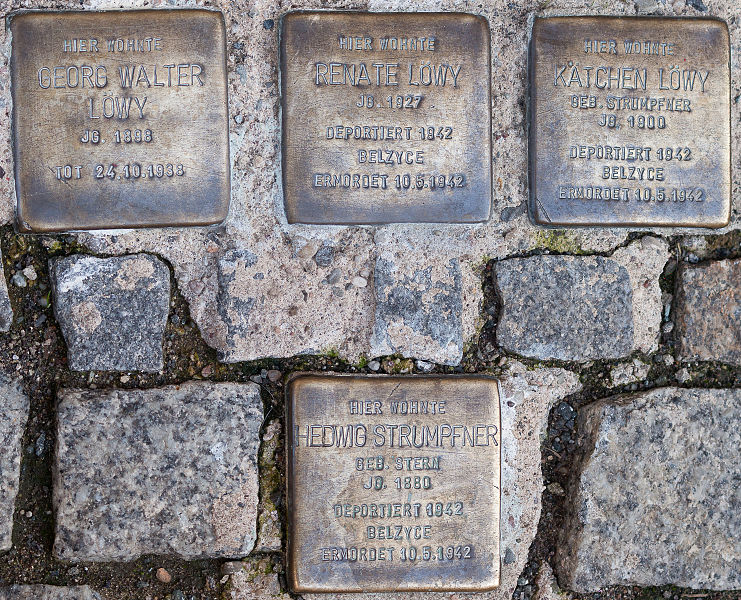 HIER WOHNTE
GEORG WALTER
LÖWY
JG. 1898
TOT 24.10.1938
HIER WOHNTE
RENATE LÖWY
JG. 1927
DEPORTIERT 1942
BELZYCE
ERMORDET 10.5.1942
HIER WOHNTE
KÄTCHEN LÖWY
GEB. STRUMPFNER
JG. 1900
DEPORTIERT 1942
BELZYCE
ERMORDET 10.5.1942
HIER WOHNTE
HEDWIG STRUMPFNER
GEB. STERN
JG. 1880
DEPORTIERT 1942
BELZYCE
ERMORDET 10.5.1942